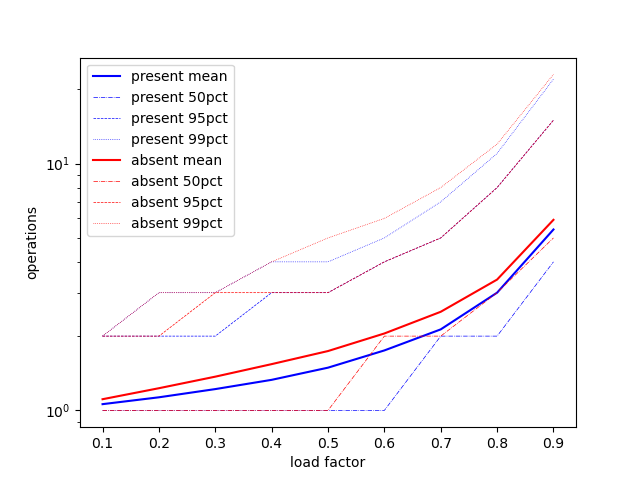 present mean
present 50pct
present 95pct
present 99pct
absent mean
absent 50pct
absent 95pct
absent 99pct
10¹
10⁰
operations
0.1 0.2 0.3 0.4 0.5 0.6 0.7 0.8 0.9
load factor